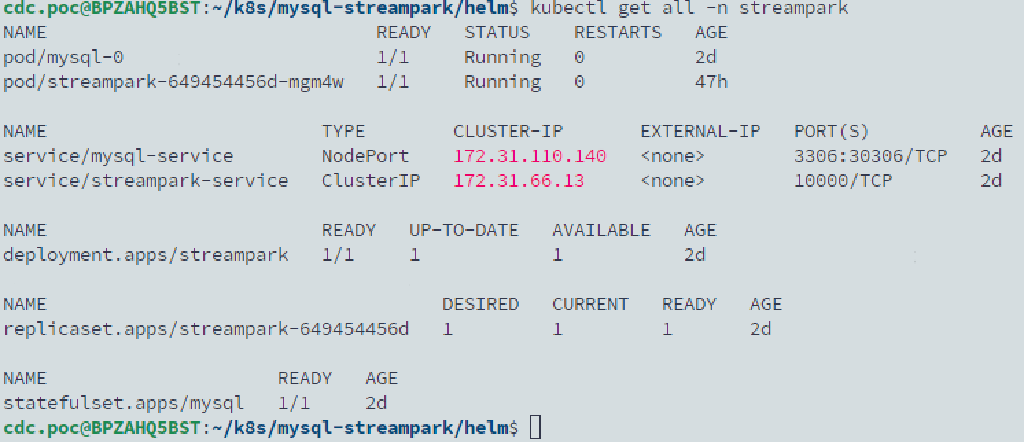 cdc.poc@BPZAHQ5BST:~/k8s/mysql-streampark/helm$ kubectl get all -n streampark
NAME READY STATUS RESTARTS AGE
pod/mysql-0 1/1 Running 0 2d
pod/streampark-649454456d-mgm4w 1/1 Running 0 47h
NAME TYPE CLUSTER-IP EXTERNAL-IP PORT(S) AGE
service/mysql-service NodePort 172.31.110.140 <none> 3306:30306/TCP 2d
service/streampark-service ClusterIP 172.31.66.13 <none> 10000/TCP 2d
NAME READY UP-TO-DATE AVAILABLE AGE
deployment.apps/streampark 1/1 1 1 2d
NAME DESIRED CURRENT READY AGE
replicaset.apps/streampark-649454456d 1 1 1 2d
NAME READY AGE
statefulset.apps/mysql 1/1 2d
cdc.poc@BPZAHQ5BST:~/k8s/mysql-streampark/helm$